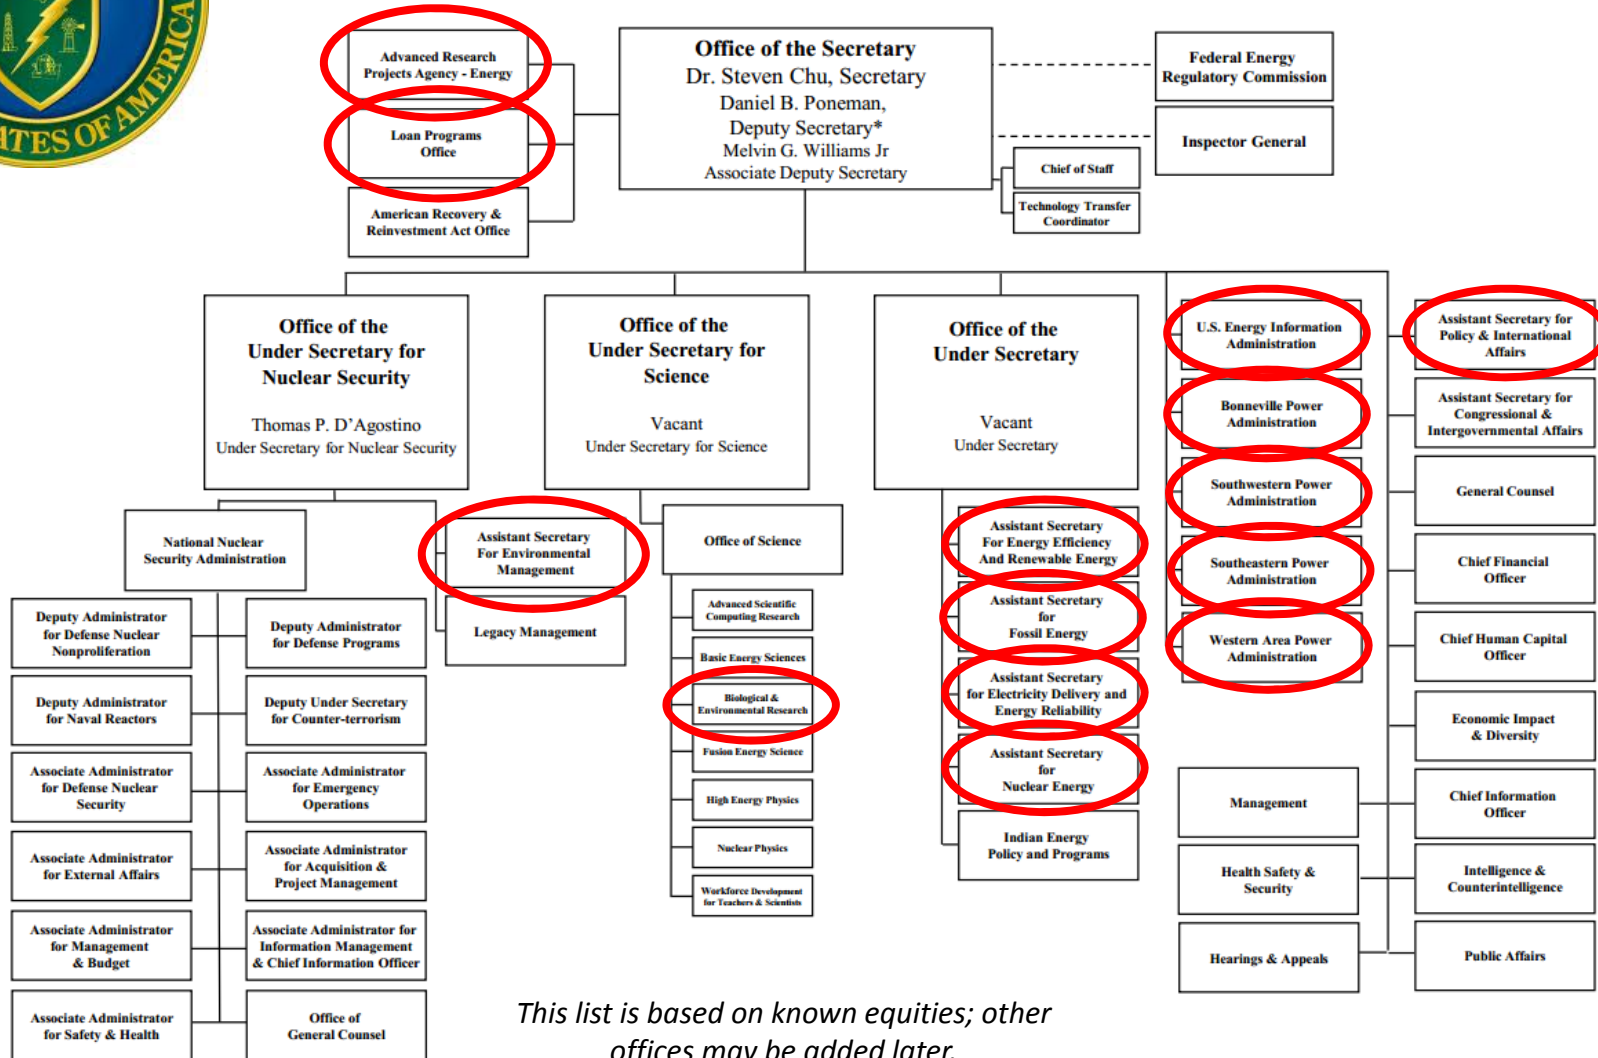 ATES OF AMERICA
Advanced Research
Projects Agency - Energy
Loan Programs
Office
American Recovery &
Reinvestment Act Office
Office of the Secretary
Dr. Steven Chu, Secretary
Daniel B. Poneman,
Deputy Secretary*
Melvin G. Williams Jr
Associate Deputy Secretary
Federal Energy
Regulatory Commission
Inspector General
Chief of Staff
Technology Transfer
Coordinator
Office of the
Under Secretary for
Nuclear Security
Thomas P. D'Agostino
Under Secretary for Nuclear Security
Office of the
Under Secretary for
Science
Vacant
Under Secretary for Science
Office of the
Under Secretary
Vacant
Under Secretary
U.S. Energy Information
Administration
Bonneville Power
Administration
Southwestern Power
Administration
Southeastern Power
Administration
Western Area Power
Administration
Assistant Secretary for
Policy & International
Affairs
Assistant Secretary for
Congressional &
Intergovernmental Affairs
General Counsel
Chief Financial
Officer
Chief Human Capital
Officer
Economic Impact
& Diversity
Chief Information
Officer
Intelligence &
Counterintelligence
Public Affairs
Management
Health Safety &
Security
Hearings & Appeals
National Nuclear
Security Administration
Assistant Secretary
For Environmental
Management
Legacy Management
Deputy Administrator
for Defense Nuclear
Nonproliferation
Deputy Administrator
for Defense Programs
Deputy Administrator
for Naval Reactors
Deputy Under Secretary
for Counter-terrorism
Associate Administrator
for Defense Nuclear
Security
Associate Administrator
for Emergency
Operations
Associate Administrator
for External Affairs
Associate Administrator
for Acquisition &
Project Management
Associate Administrator
for Management
& Budget
Associate Administrator for
Information Management
& Chief Information Officer
Associate Administrator
for Safety & Health
Office of
General Counsel
Office of Science
Advanced Scientific
Computing Research
Basic Energy Sciences
Biological &
Environmental Research
Fusion Energy Science
High Energy Physics
Nuclear Physics
Workforce Development
for Teachers & Scientists
Assistant Secretary
For Energy Efficiency
And Renewable Energy
Assistant Secretary
for
Fossil Energy
Assistant Secretary
for Electricity Delivery and
Energy Reliability
Assistant Secretary
for
Nuclear Energy
Indian Energy
Policy and Programs
This list is based on known equities; other
offices may be added later.